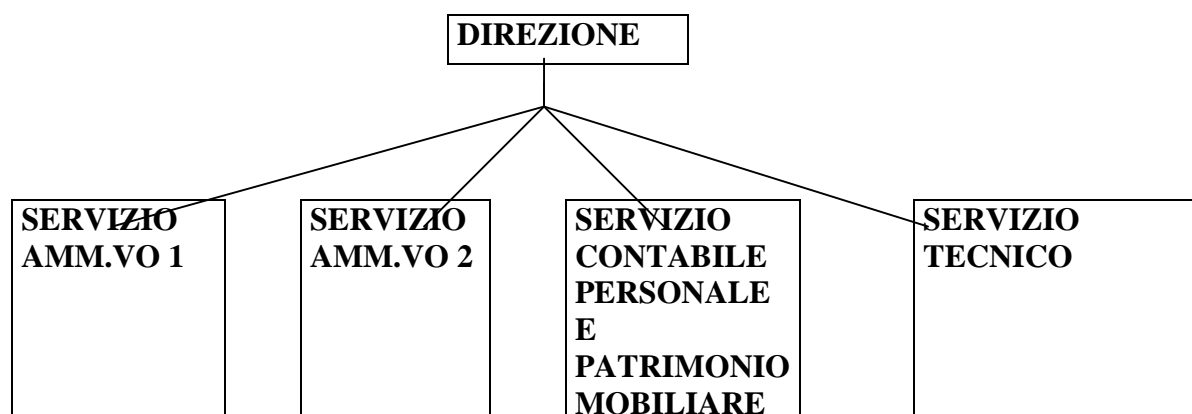 DIREZIONE
SERVIZIO
AMM.VO 1
SERVIZIO
AMM.VO 2
SERVIZIO
CONTABILE
PERSONALE
E
PATRIMONIO
MOBILIARE
SERVIZIO
TECNICO